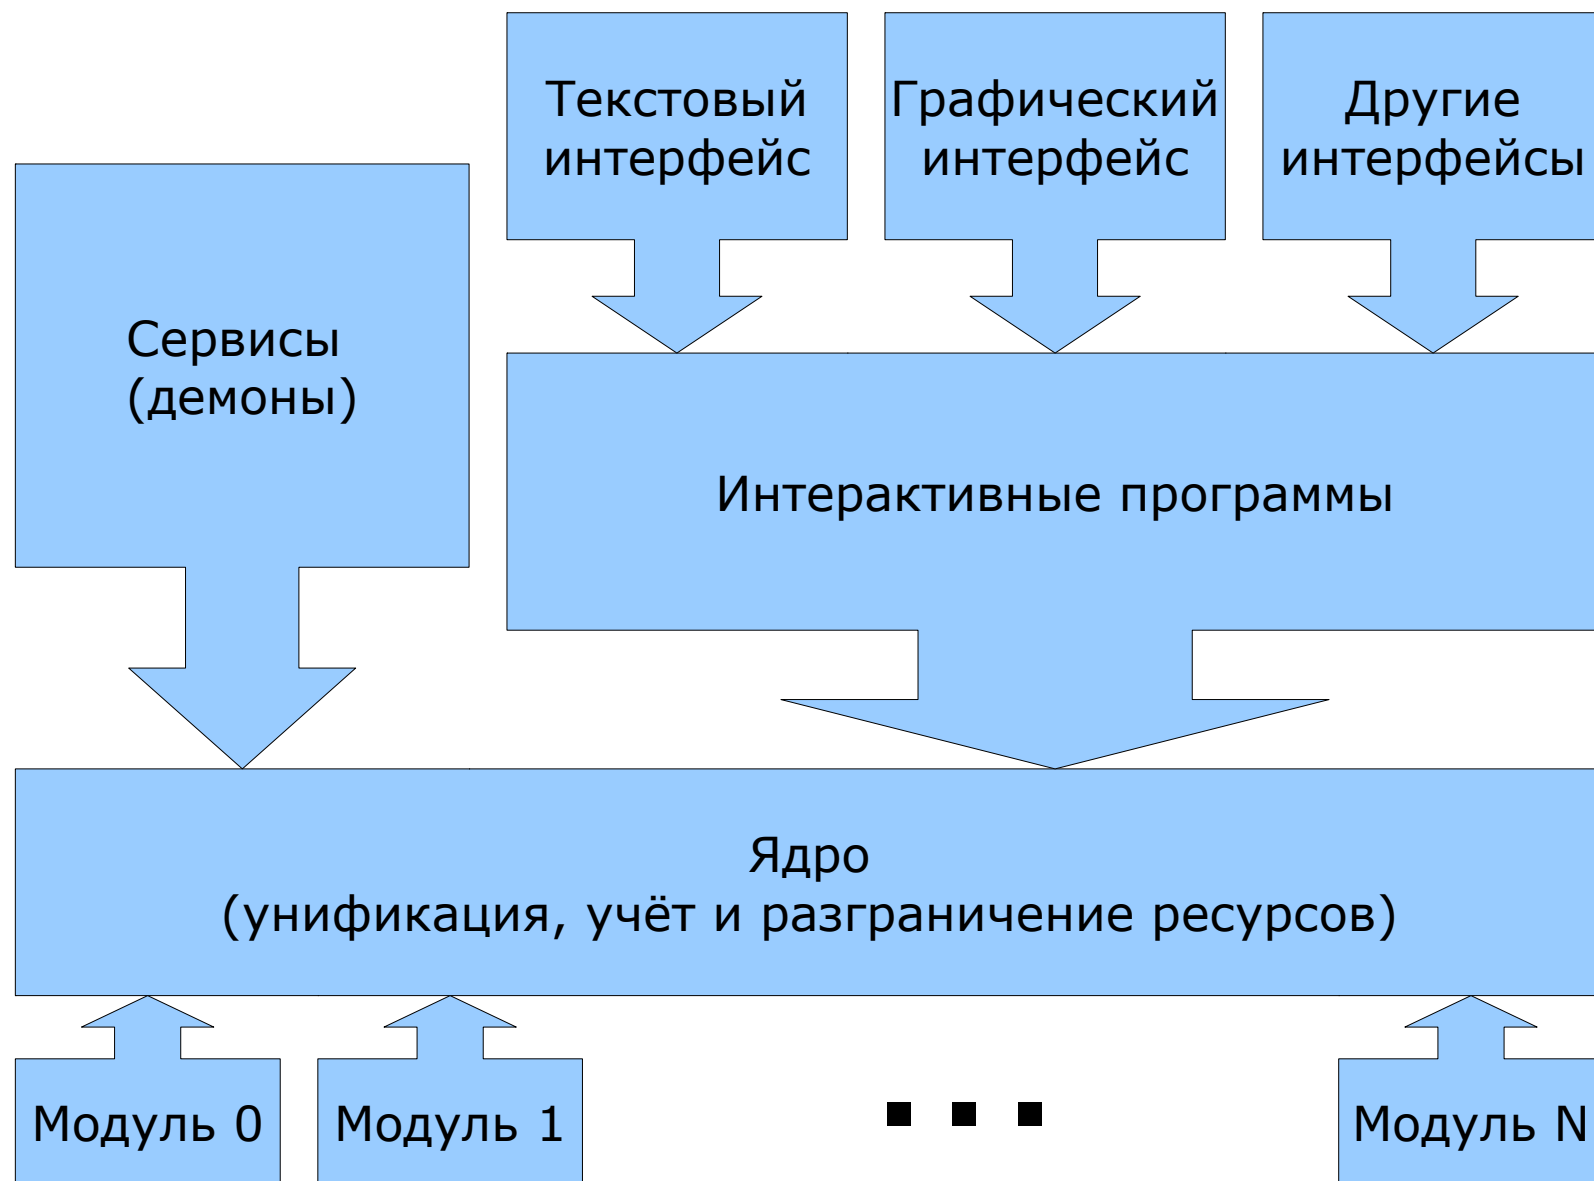 Текстовый
интерфейс
Графический
интерфейс
Другие
интерфейсы
Сервисы
(демоны)
Интерактивные программы
Ядро
(унификация, учёт и разграничение ресурсов)
Модуль 0
Модуль 1
Модуль N